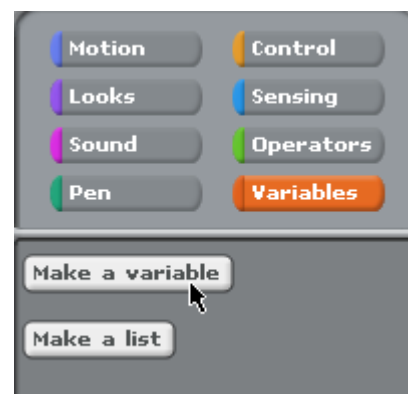 Motion Control
Looks Sensing
Sound Operators
Pen Variables
Make a variable
Make a list